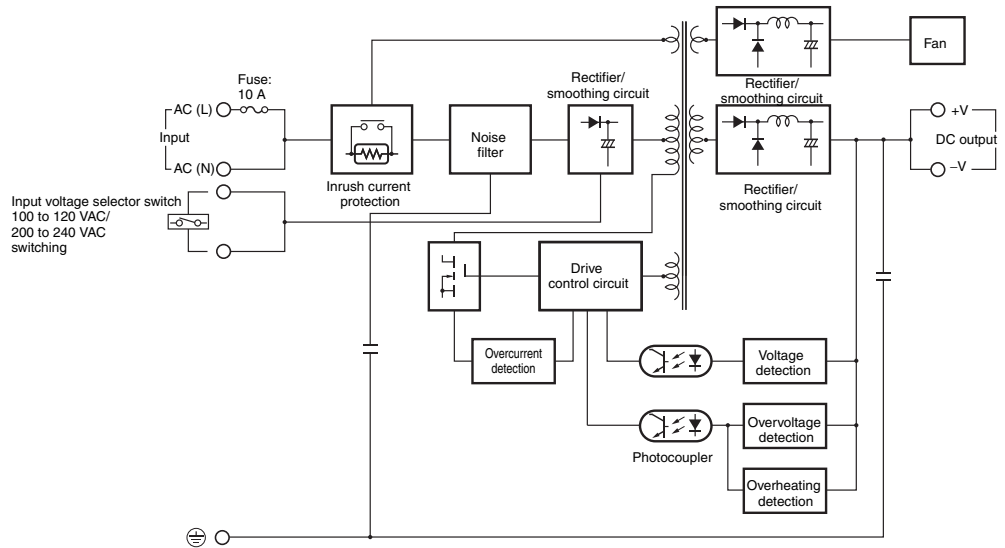 Fuse:
10 A
AC (L)
Input
AC (N)
Input voltage selector switch
100 to 120 VAC/
200 to 240 VAC
switching
Inrush current
protection
Noise
filter
Rectifier/
smoothing circuit
Rectifier/
smoothing circuit
Fan
Rectifier/
smoothing circuit
+V
DC output
–V
Drive
control circuit
Overcurrent
detection
Voltage
detection
Overvoltage
detection
Photocoupler
Overheating
detection